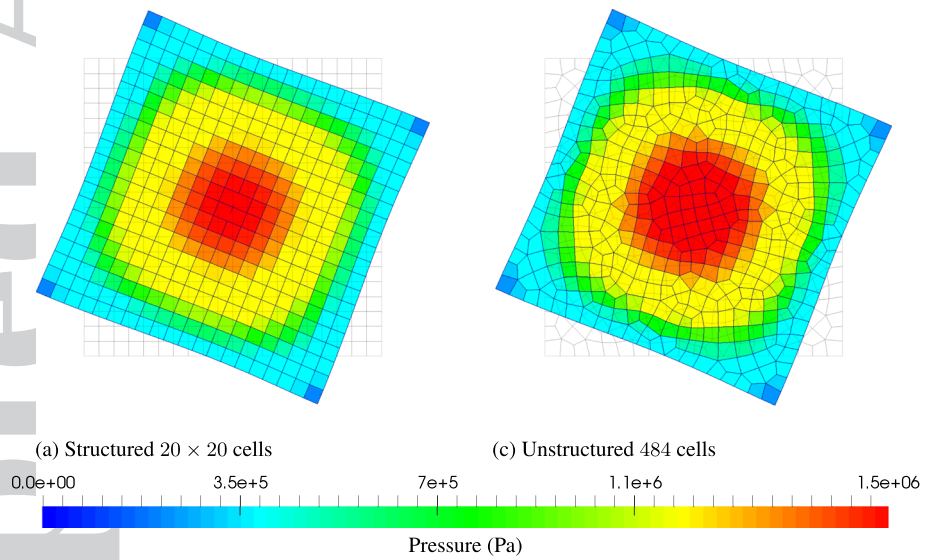 (a) Structured 20 × 20 cells
(c) Unstructured 484 cells
0.0e+00 3.5e+5 7e+5 1.1e+6 1.5e+06
Pressure (Pa)